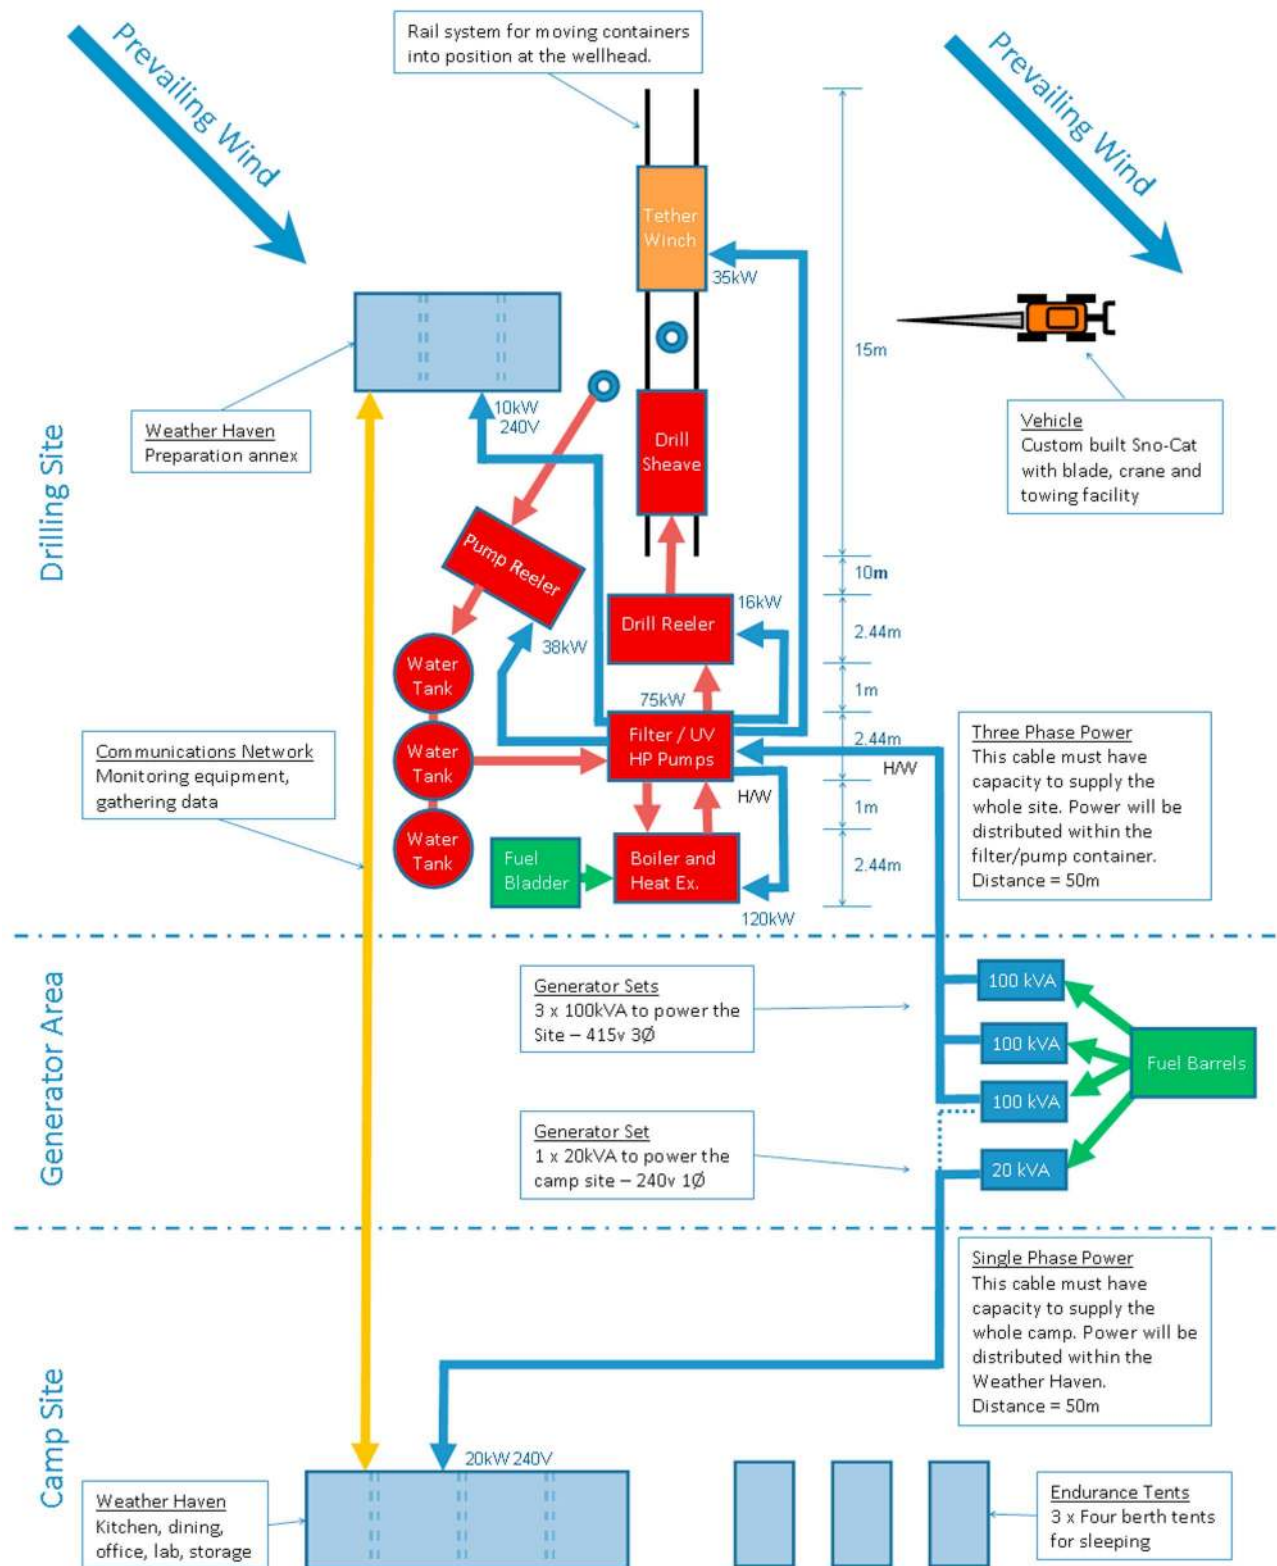 Prevailing Wind
Rail system for moving containers
into position at the wellhead.
Prevailing Wind
Tether
Winch
35kW
15m
Weather Haven
Preparation annex
10kW
240V
Drill
Sheave
Vehicle
Custom built Sno-Cat
with blade, crane and
towing facility
Drilling Site
Pump Reeler
10m
16kW
Drill Reeler
2.44m
38kW
Water
Tank
1m
75kW
Communications Network
Monitoring equipment,
gathering data
Water
Tank
Filter / UV
HP Pumps
2.44m
H/W
H/W
1m
Three Phase Power
This cable must have
capacity to supply the
whole site. Power will be
distributed within the
filter/pump container.
Distance = 50m
Water
Tank
Fuel
Bladder
Boiler and
Heat Ex.
2.44m
120kW
Generator Area
Generator Sets
3 x 100kVA to power the
Site – 415v 3Ø
100 kVA
100 kVA
100 kVA
Fuel Barrels
Generator Set
1 x 20kVA to power the
camp site – 240v 1Ø
20 kVA
Single Phase Power
This cable must have
capacity to supply the
whole camp. Power will be
distributed within the
Weather Haven.
Distance = 50m
Camp Site
20kW 240V
Weather Haven
Kitchen, dining,
office, lab, storage
Endurance Tents
3 x Four berth tents
for sleeping